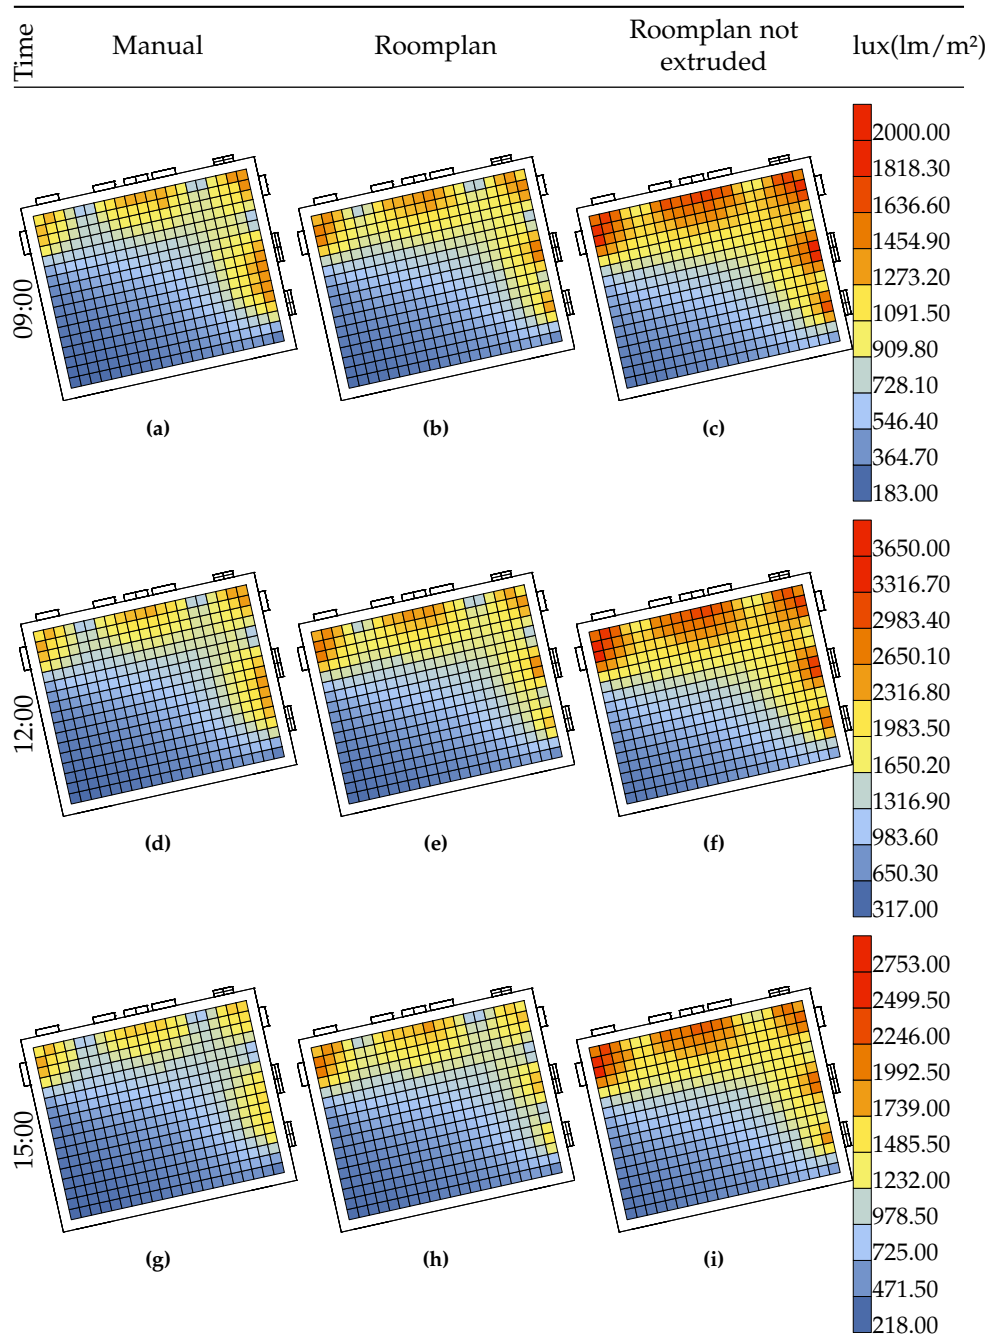 Time
Manual
Roomplan
Roomplan not
extruded
lux(lm/m²)
09:00
2000.00
1818.30
1636.60
1454.90
1273.20
1091.50
909.80
728.10
546.40
364.70
183.00
(a)
(b)
(c)
12:00
3650.00
3316.70
2983.40
2650.10
2316.80
1983.50
1650.20
1316.90
983.60
650.30
317.00
(d)
(e)
(f)
15:00
2753.00
2499.50
2246.00
1992.50
1739.00
1485.50
1232.00
978.50
725.00
471.50
218.00
(g)
(h)
(i)